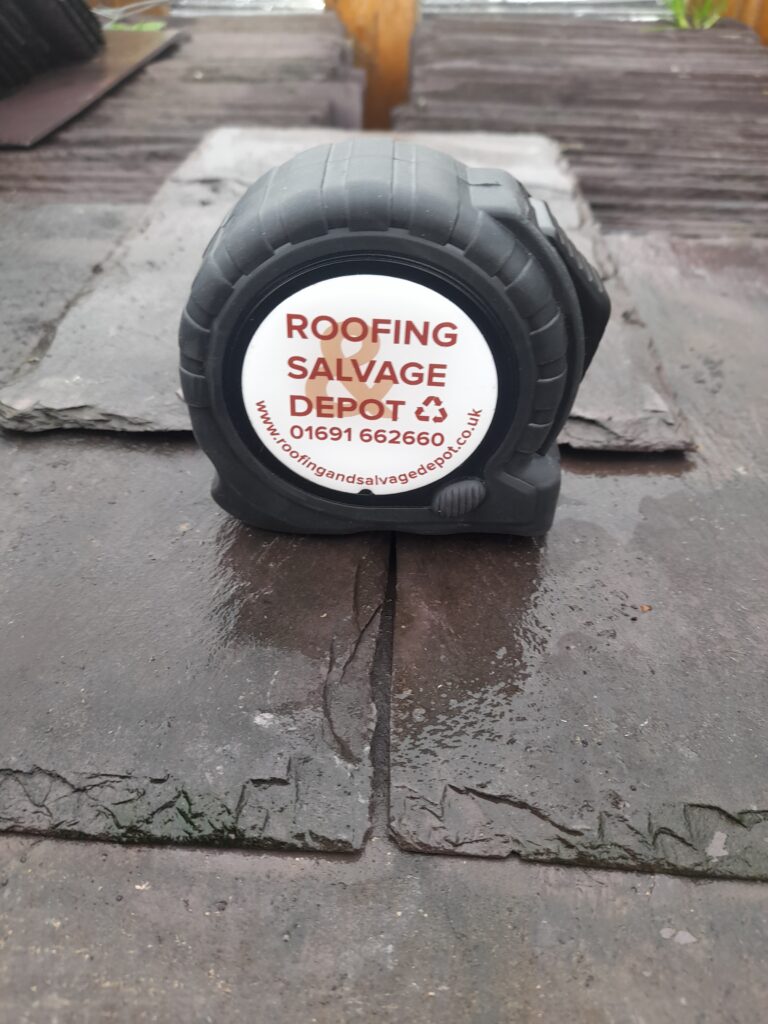 &
ROOFING
SALVAGE
DEPOT
01691 662660
www.roofingandsalvagedepot.co.uk